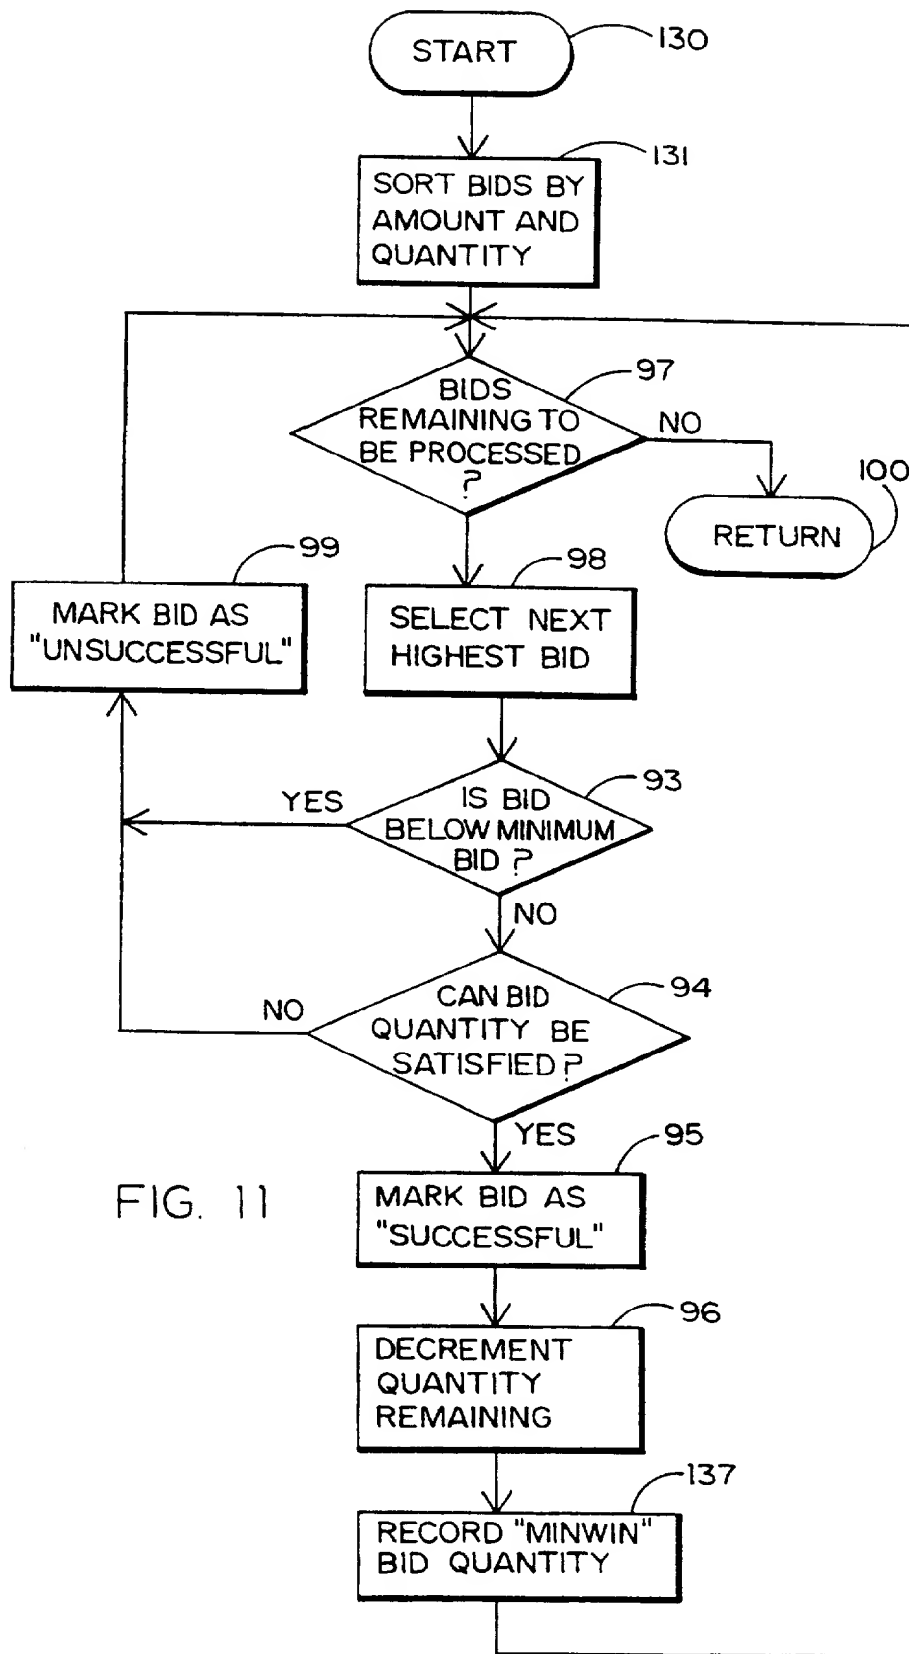 START
130
131
SORT BIDS BY
AMOUNT AND
QUANTITY
97
BIDS
REMAINING TO
BE PROCESSED
?
NO
100
RETURN
99
MARK BID AS
"UNSUCCESSFUL"
98
SELECT NEXT
HIGHEST BID
93
YES
IS BID
BELOW MINIMUM
BID ?
NO
94
NO
CAN BID
QUANTITY BE
SATISFIED ?
YES
95
MARK BID AS
"SUCCESSFUL"
FIG. 11
96
DECREMENT
QUANTITY
REMAINING
137
RECORD "MINWIN"
BID QUANTITY